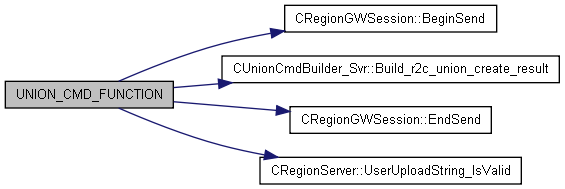 CRegionGWSession::BeginSend
CUnionCmdBuilder_Svr::Build_r2c_union_create_result
UNION_CMD_FUNCTION
CRegionGWSession::EndSend
CRegionServer::UserUploadString_IsValid